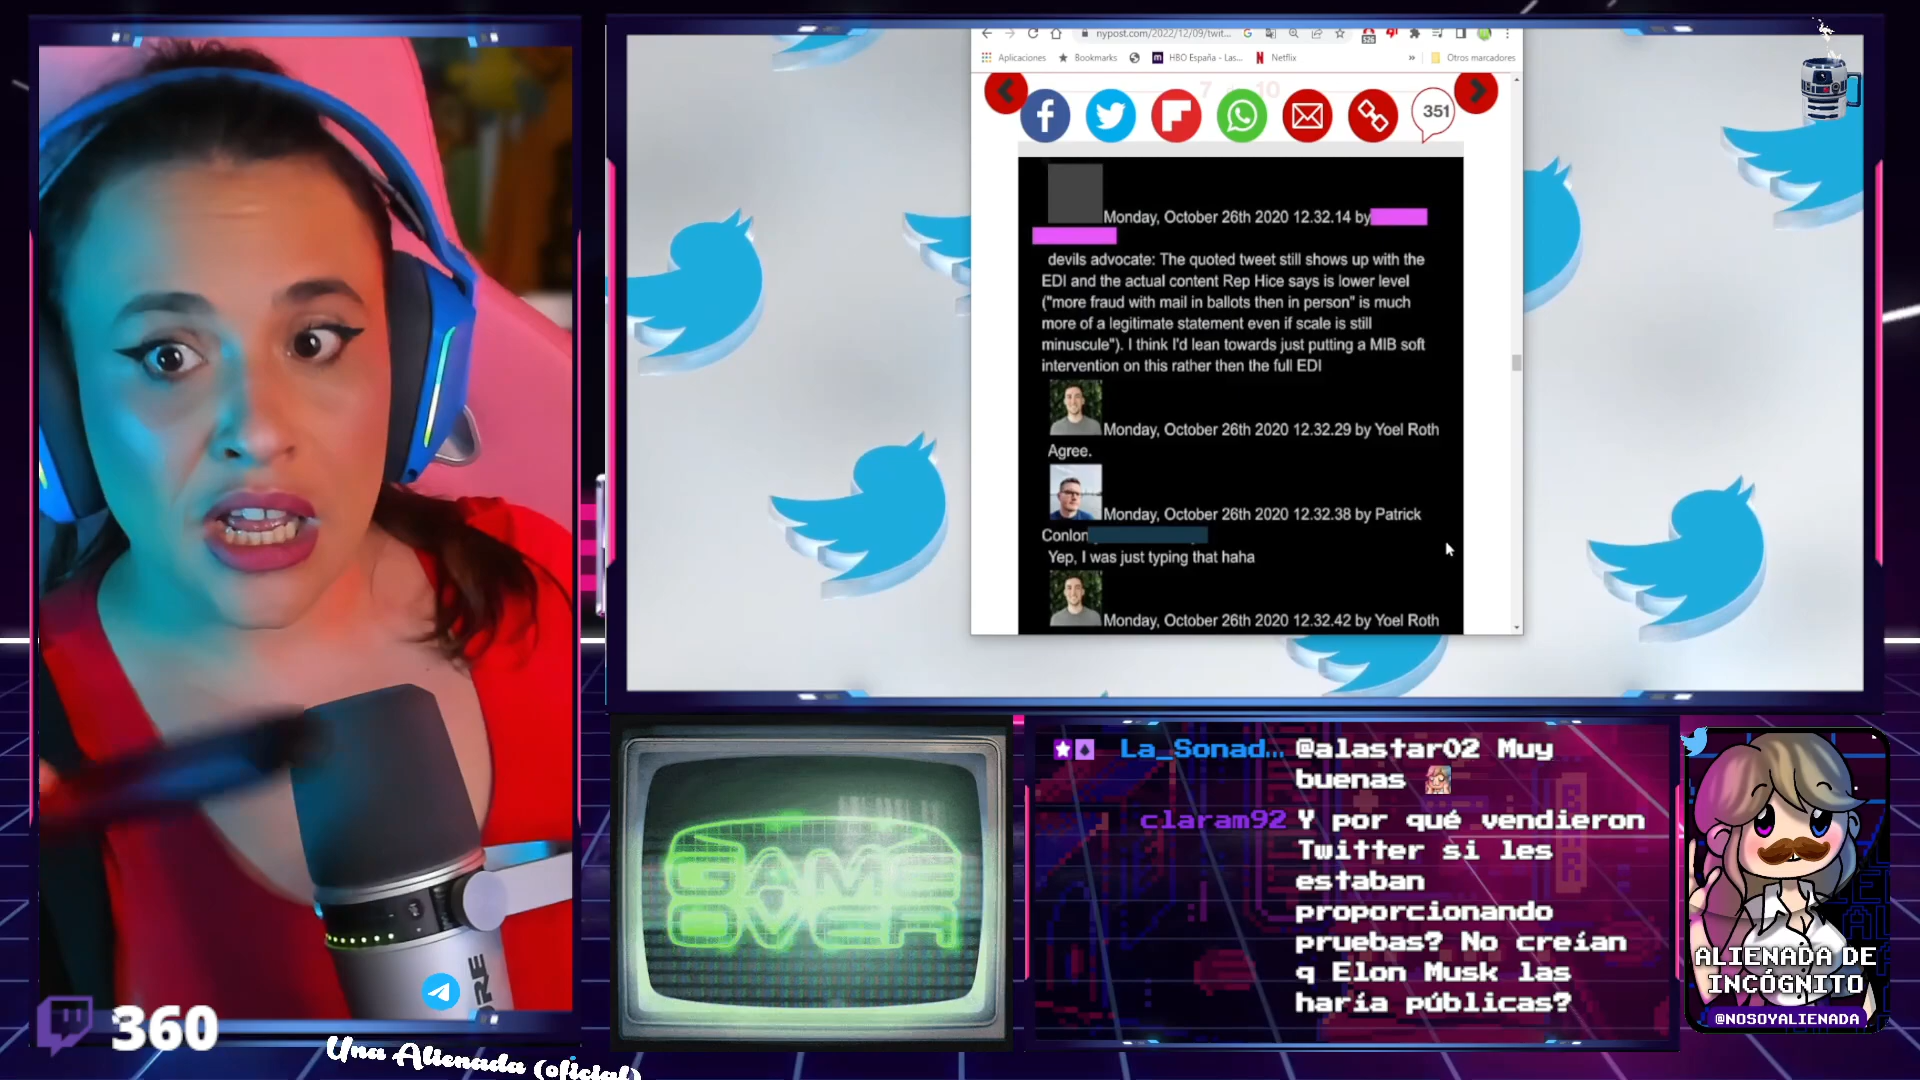 nypost.com/2022/12/09/twit...
Aplicaciones
Bookmarks
HBO España - Las...
Netflix
»
Otros marcadores
7
10
351
Monday, October 26th 2020 12.32.14 by
devils advocate: The quoted tweet still shows up with the
EDI and the actual content Rep Hice says is lower level
("more fraud with mail in ballots then in person" is much
more of a legitimate statement even if scale is still
minuscule"). I think I'd lean towards just putting a MIB soft
intervention on this rather then the full EDI
Monday, October 26th 2020 12.32.29 by Yoel Roth
Agree.
Monday, October 26th 2020 12.32.38 by Patrick
Conlon
Yep, I was just typing that haha
Monday, October 26th 2020 12.32.42 by Yoel Roth
GAME
OVER
La_Sonad... @alastar02 Muy
buenas
claram92 Y por qué vendieron
Twitter si les
estaban
proporcionando
pruebas? No creían
q Elon Musk las
haría públicas?
ALIENADA DE
INCÓGNITO
@NOSOYALIENADA
360
Una Alienada (oficial)